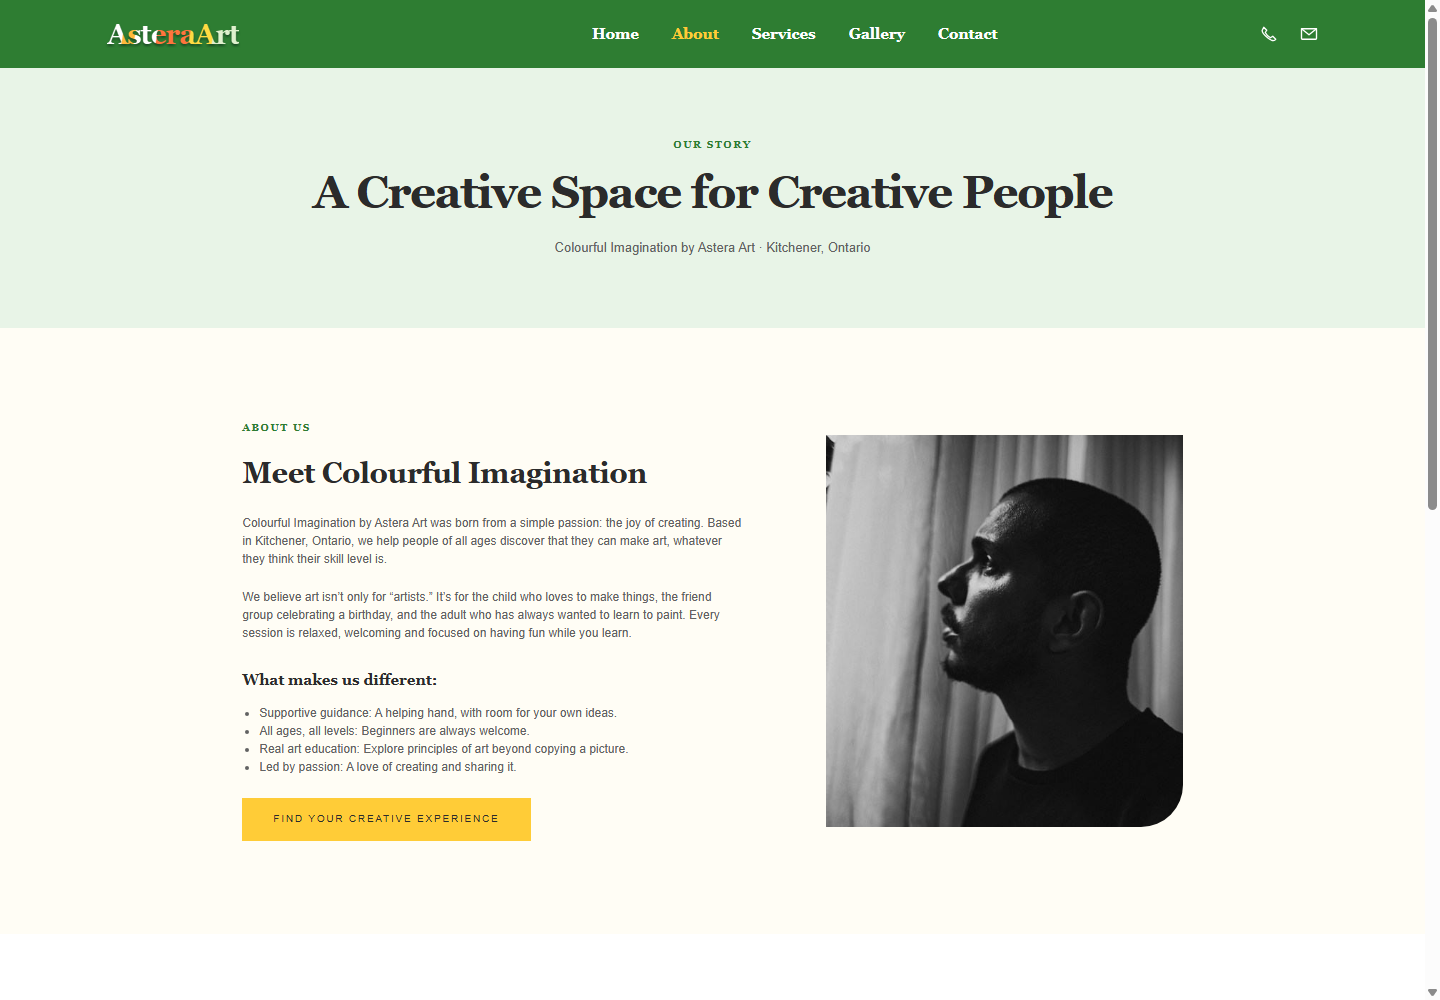 AsteraArt
Home About Services Gallery Contact
OUR STORY
A Creative Space for Creative People
Colourful Imagination by Astera Art · Kitchener, Ontario
ABOUT US
Meet Colourful Imagination
Colourful Imagination by Astera Art was born from a simple passion: the joy of creating. Based
in Kitchener, Ontario, we help people of all ages discover that they can make art, whatever
they think their skill level is.
We believe art isn’t only for “artists.” It’s for the child who loves to make things, the friend
group celebrating a birthday, and the adult who has always wanted to learn to paint. Every
session is relaxed, welcoming and focused on having fun while you learn.
What makes us different:
• Supportive guidance: A helping hand, with room for your own ideas.
• All ages, all levels: Beginners are always welcome.
• Real art education: Explore principles of art beyond copying a picture.
• Led by passion: A love of creating and sharing it.
FIND YOUR CREATIVE EXPERIENCE